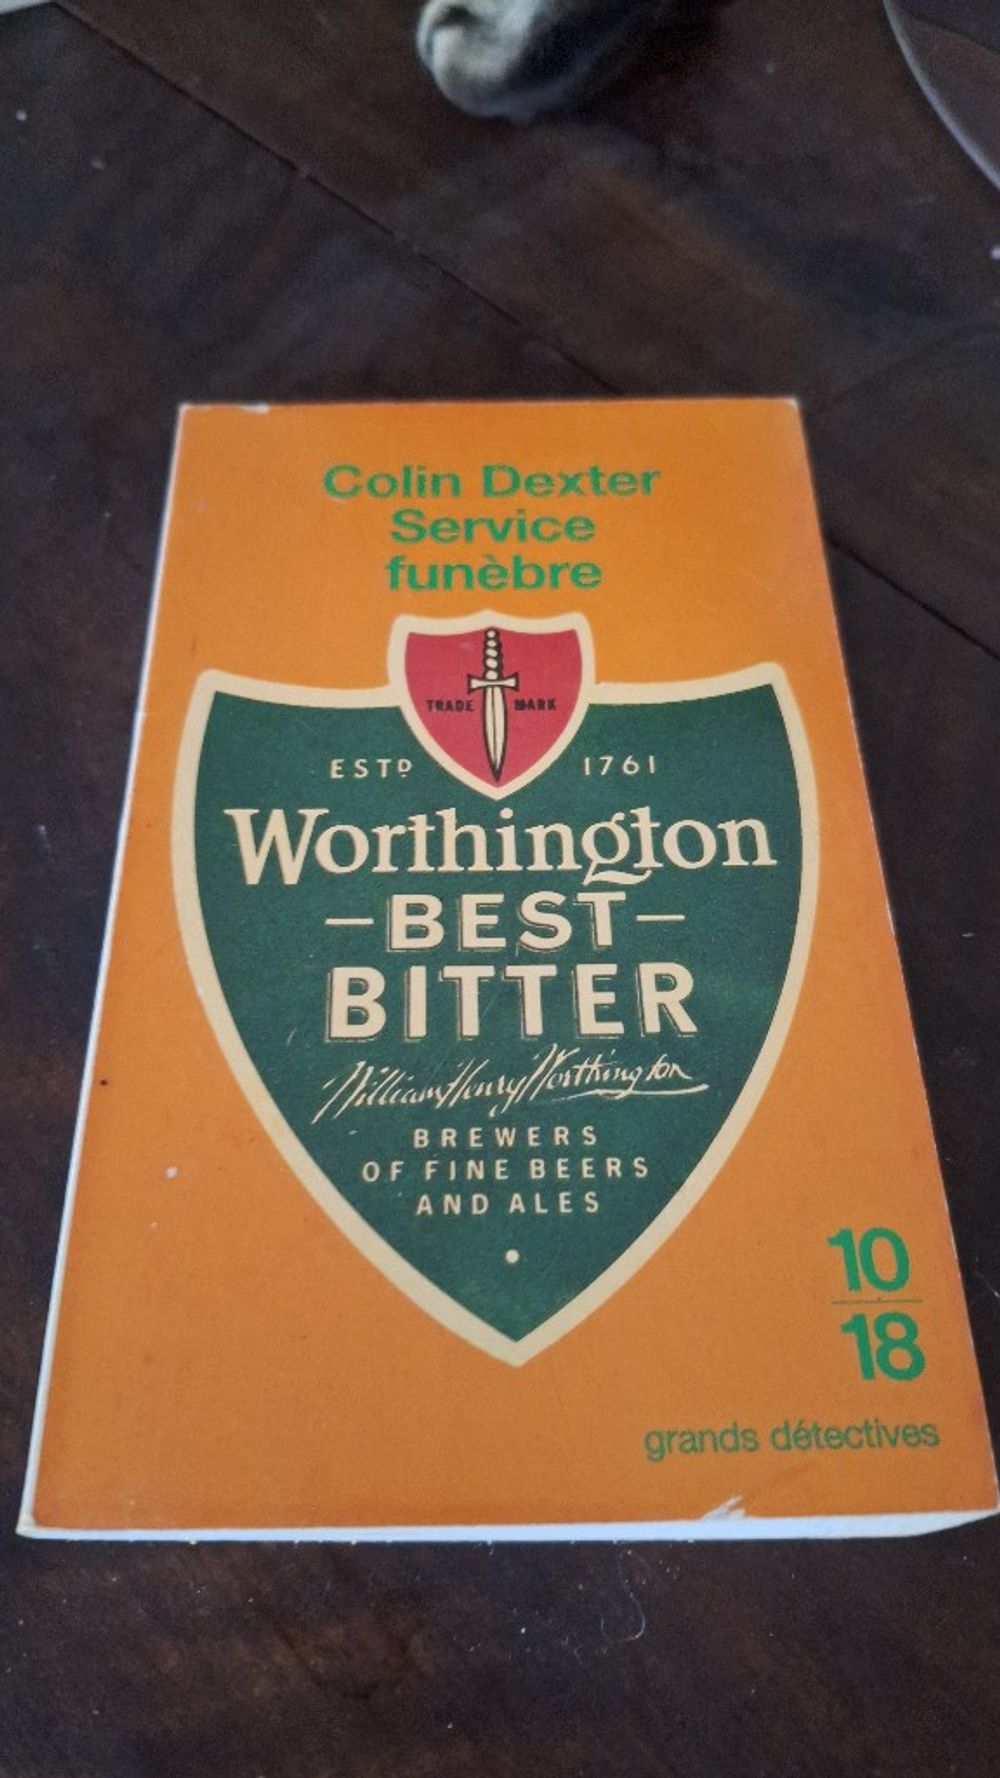 Colin Dexter
Service
funèbre
TRADE MARK
ESTD 1761
Worthington
BEST
BITTER
William Henry Worthington
BREWERS
OF FINE BEERS
AND ALES
10
18
grands détectives